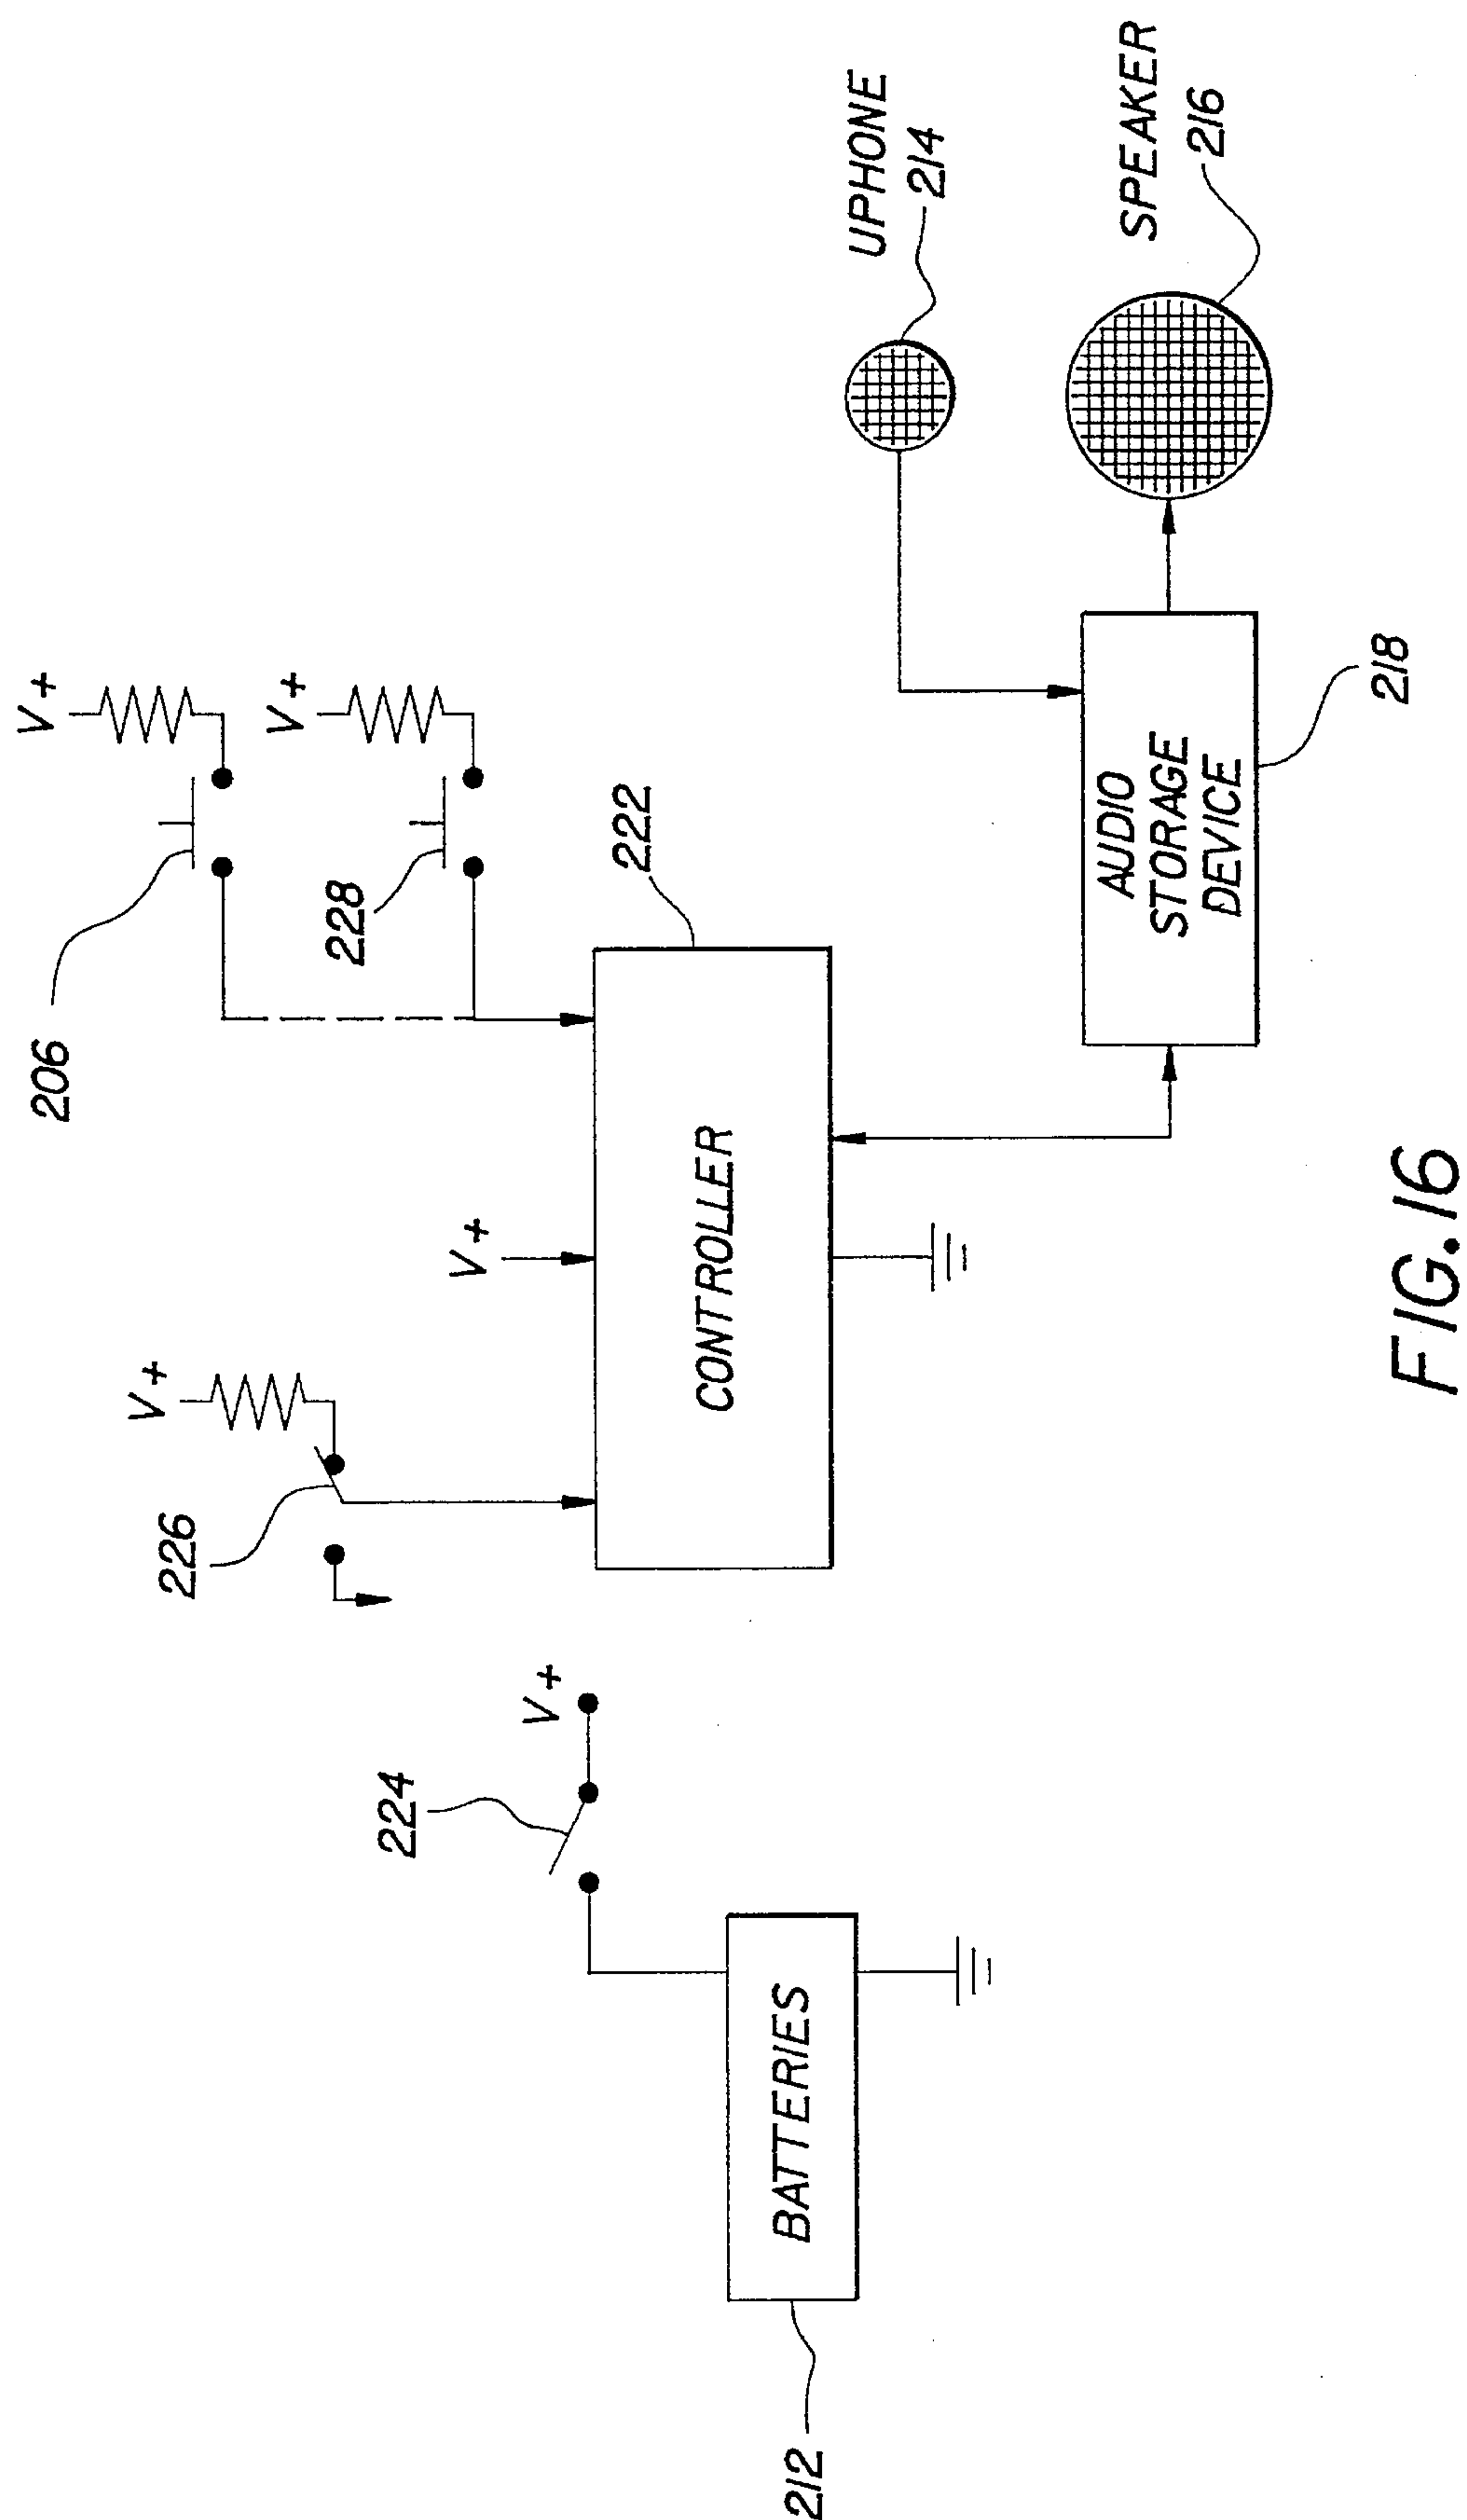 V+
206
V+
228
V+
226
V+
222
CONTROLLER
V+
224
BATTERIES
212
UPHONE
214
SPEAKER
216
AUDIO
STORAGE
DEVICE
218
FIG.16